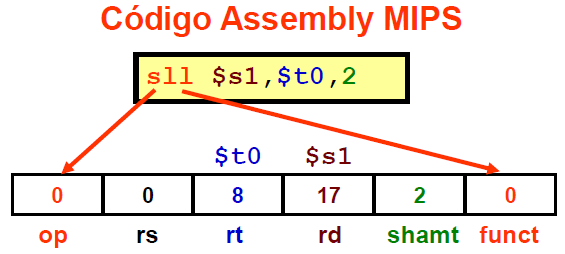 Código Assembly MIPS
sll $s1,$t0,2
$t0 $s1
0 0 8 17 2 0
op rs rt rd shamt funct